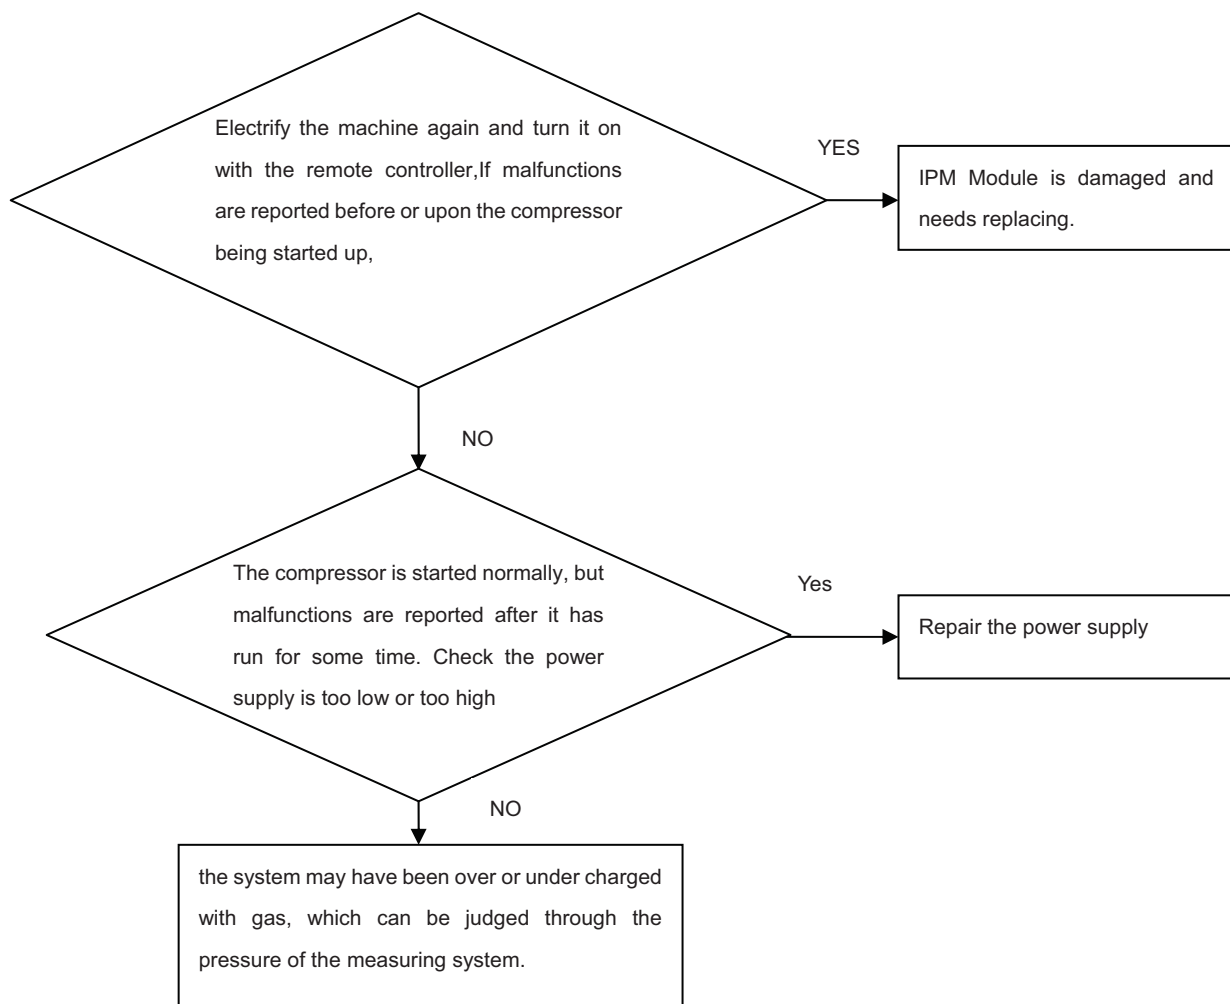 Electrify the machine again and turn it on
with the remote controller,If malfunctions
are reported before or upon the compressor
being started up,
YES
IPM Module is damaged and
needs replacing.
NO
The compressor is started normally, but
malfunctions are reported after it has
run for some time. Check the power
supply is too low or too high
Yes
Repair the power supply
NO
the system may have been over or under charged
with gas, which can be judged through the
pressure of the measuring system.